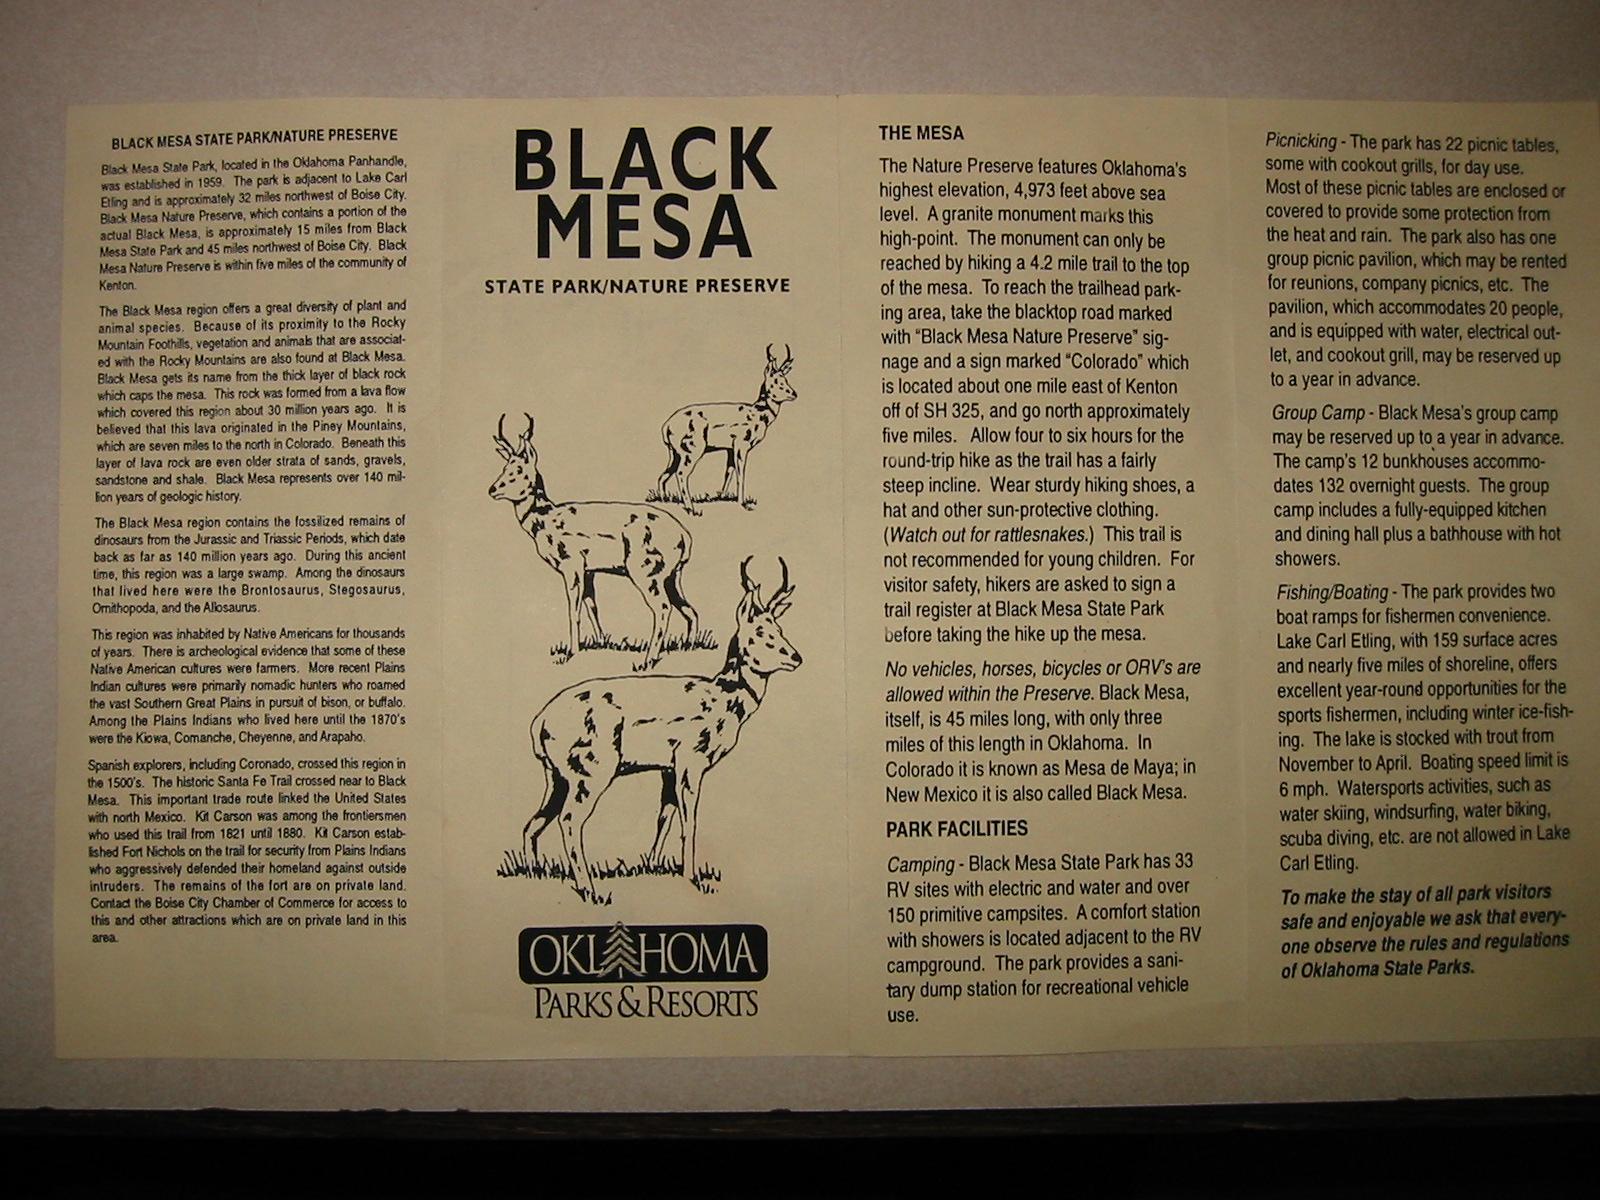 BLACK MESA STATE PARK/NATURE PRESERVE
Black Mesa State Park, located in the Oklahoma Panhandle,
was established in 1959. The park is adjacent to Lake Carl
Etling and is approximately 32 miles northwest of Boise City.
Black Mesa Nature Preserve, which contains a portion of the
actual Black Mesa, is approximately 15 miles from Black
Mesa State Park and 45 miles northwest of Boise City. Black
Mesa Nature Preserve is within five miles of the community of
Kenton.
The Black Mesa region offers a great diversity of plant and
animal species. Because of its proximity to the Rocky
Mountain Foothills, vegetation and animals that are associat-
ed with the Rocky Mountains are also found at Black Mesa.
Black Mesa gets its name from the thick layer of black rock
which caps the mesa. This rock was formed from a lava flow
which covered this region about 30 million years ago. It is
believed that this lava originated in the Piney Mountains,
which are seven miles to the north in Colorado. Beneath this
layer of lava rock are even older strata of sands, gravels,
sandstone and shale. Black Mesa represents over 140 mil-
lion years of geologic history.
The Black Mesa region contains the fossilized remains of
dinosaurs from the Jurassic and Triassic Periods, which date
back as far as 140 million years ago. During this ancient
time, this region was a large swamp. Among the dinosaurs
that lived here were the Brontosaurus, Stegosaurus,
Ornithopoda, and the Allosaurus.
This region was inhabited by Native Americans for thousands
of years. There is archeological evidence that some of these
Native American cultures were farmers. More recent Plains
Indian cultures were primarily nomadic hunters who roamed
the vast Southern Great Plains in pursuit of bison, or buffalo.
Among the Plains Indians who lived here until the 1870's
were the Kiowa, Comanche, Cheyenne, and Arapaho.
Spanish explorers, including Coronado, crossed this region in
the 1500's. The historic Santa Fe Trail crossed near to Black
Mesa. This important trade route linked the United States
with north Mexico. Kit Carson was among the frontiersmen
who used this trail from 1821 until 1880. Kit Carson estab-
lished Fort Nichols on the trail for security from Plains Indians
who aggressively defended their homeland against outside
intruders. The remains of the fort are on private land.
Contact the Boise City Chamber of Commerce for access to
this and other attractions which are on private land in this
area.
BLACK
MESA
STATE PARK/NATURE PRESERVE
OKLAHOMA
PARKS & RESORTS
THE MESA
The Nature Preserve features Oklahoma's
highest elevation, 4,973 feet above sea
level. A granite monument marks this
high-point. The monument can only be
reached by hiking a 4.2 mile trail to the top
of the mesa. To reach the trailhead park-
ing area, take the blacktop road marked
with "Black Mesa Nature Preserve" sig-
nage and a sign marked "Colorado" which
is located about one mile east of Kenton
off of SH 325, and go north approximately
five miles. Allow four to six hours for the
round-trip hike as the trail has a fairly
steep incline. Wear sturdy hiking shoes, a
hat and other sun-protective clothing.
(Watch out for rattlesnakes.) This trail is
not recommended for young children. For
visitor safety, hikers are asked to sign a
trail register at Black Mesa State Park
before taking the hike up the mesa.
No vehicles, horses, bicycles or ORV's are
allowed within the Preserve. Black Mesa,
itself, is 45 miles long, with only three
miles of this length in Oklahoma. In
Colorado it is known as Mesa de Maya; in
New Mexico it is also called Black Mesa.
PARK FACILITIES
Camping - Black Mesa State Park has 33
RV sites with electric and water and over
150 primitive campsites. A comfort station
with showers is located adjacent to the RV
campground. The park provides a sani-
tary dump station for recreational vehicle
use.
Picnicking - The park has 22 picnic tables,
some with cookout grills, for day use.
Most of these picnic tables are enclosed or
covered to provide some protection from
the heat and rain. The park also has one
group picnic pavilion, which may be rented
for reunions, company picnics, etc. The
pavilion, which accommodates 20 people,
and is equipped with water, electrical out-
let, and cookout grill, may be reserved up
to a year in advance.
Group Camp - Black Mesa's group camp
may be reserved up to a year in advance.
The camp's 12 bunkhouses accommo-
dates 132 overnight guests. The group
camp includes a fully-equipped kitchen
and dining hall plus a bathhouse with hot
showers.
Fishing/Boating - The park provides two
boat ramps for fishermen convenience.
Lake Carl Etling, with 159 surface acres
and nearly five miles of shoreline, offers
excellent year-round opportunities for the
sports fishermen, including winter ice-fish-
ing. The lake is stocked with trout from
November to April. Boating speed limit is
6 mph. Watersports activities, such as
water skiing, windsurfing, water biking,
scuba diving, etc. are not allowed in Lake
Carl Etling.
To make the stay of all park visitors
safe and enjoyable we ask that every-
one observe the rules and regulations
of Oklahoma State Parks.